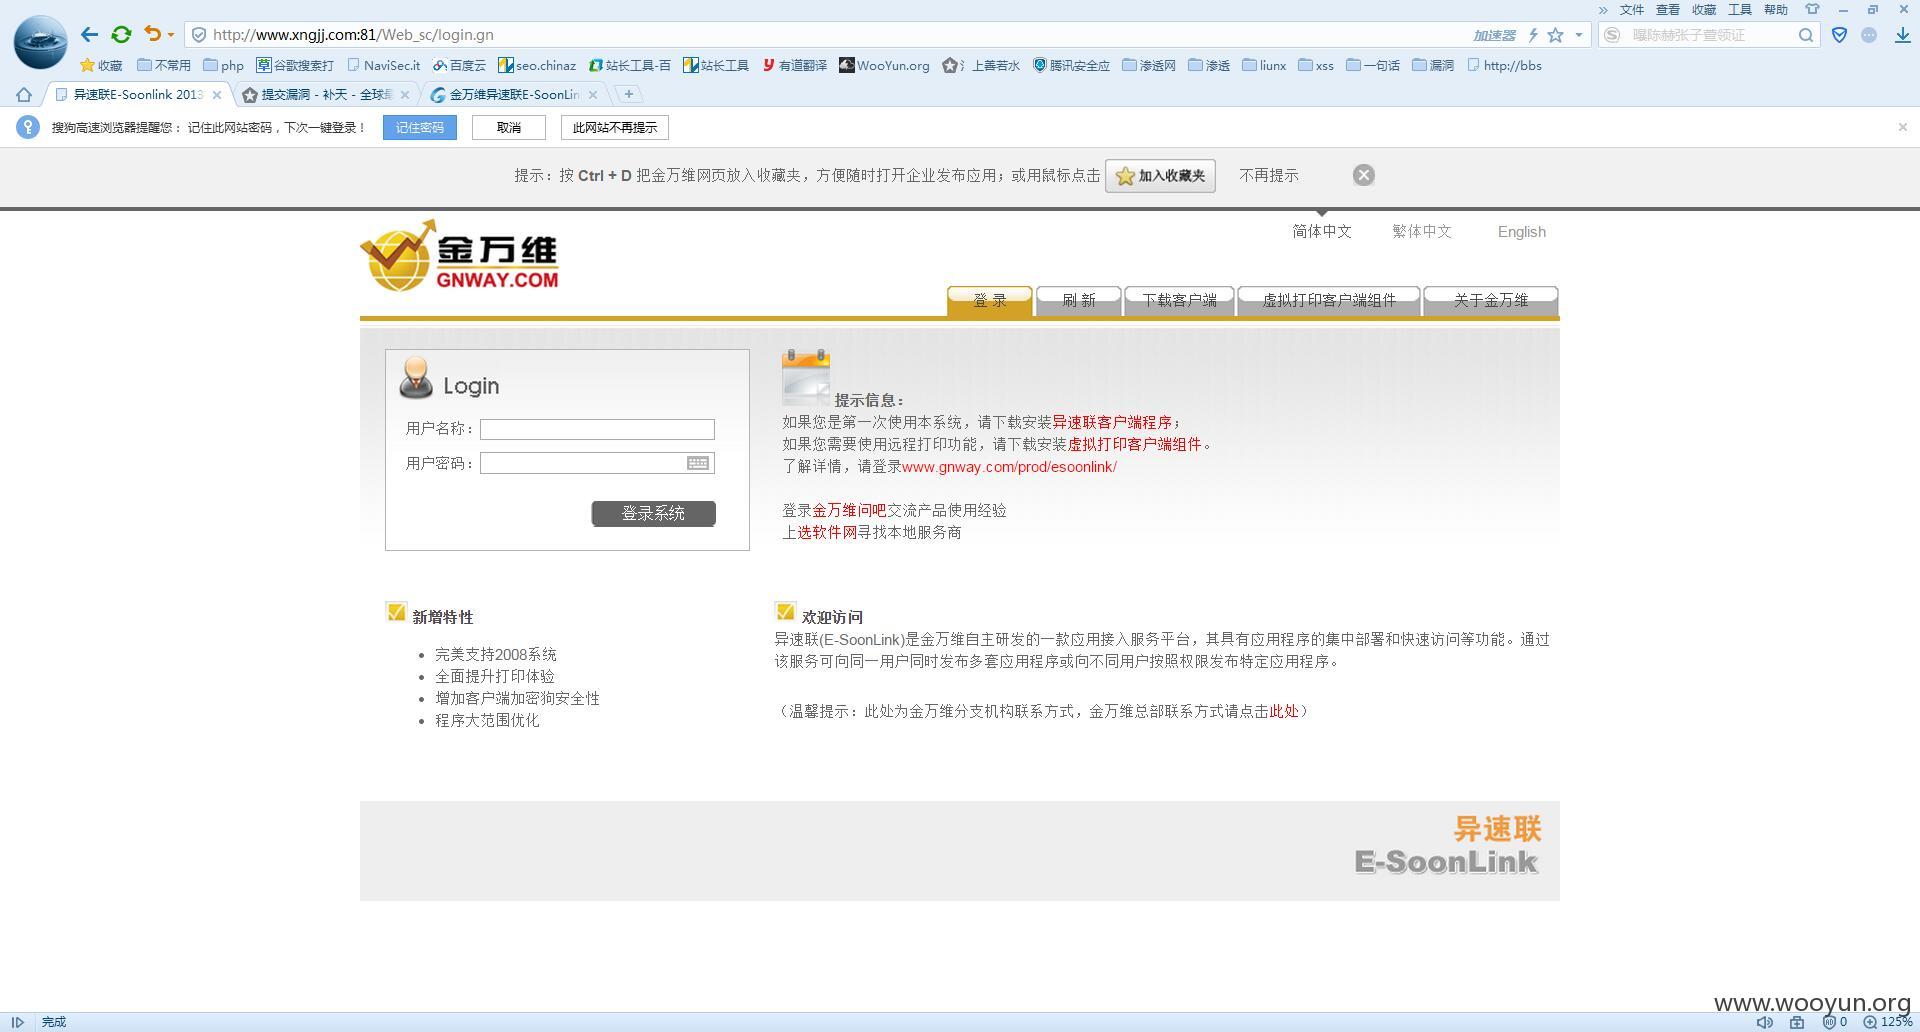 » 文件 查看 收藏 工具 帮助
http://www.xngjj.com:81/Web_sc/login.gn 加速器 曝陈赫张子萱领证
收藏 不常用 php 谷歌搜索打 NaviSec.it 百度云 seo.chinaz 站长工具-百 站长工具 有道翻译 WooYun.org 上善若水 腾讯安全应 渗透网 渗透 liunx xss 一句话 漏洞 http://bbs
异速联E-Soonlink 2013 提交漏洞 - 补天 - 全球最 金万维异速联E-SoonLin
搜狗高速浏览器提醒您： 记住此网站密码，下次一键登录！ 记住密码 取消 此网站不再提示
提示：按 Ctrl + D 把金万维网页放入收藏夹，方便随时打开企业发布应用；或用鼠标点击 加入收藏夹 不再提示
简体中文 繁体中文 English
金万维
GNWAY.COM
登 录 刷 新 下载客户端 虚拟打印客户端组件 关于金万维
Login
用户名称：
用户密码：
登录系统
提示信息：
如果您是第一次使用本系统，请下载安装异速联客户端程序；
如果您需要使用远程打印功能，请下载安装虚拟打印客户端组件。
了解详情，请登录www.gnway.com/prod/esoonlink/
登录金万维问吧交流产品使用经验
上选软件网寻找本地服务商
新增特性
完美支持2008系统
全面提升打印体验
增加客户端加密狗安全性
程序大范围优化
欢迎访问
异速联(E-SoonLink)是金万维自主研发的一款应用接入服务平台，其具有应用程序的集中部署和快速访问等功能。通过
该服务可向同一用户同时发布多套应用程序或向不同用户按照权限发布特定应用程序。
（温馨提示：此处为金万维分支机构联系方式，金万维总部联系方式请点击此处）
异速联
E-SoonLink
www.wooyun.org
完成 0 125%